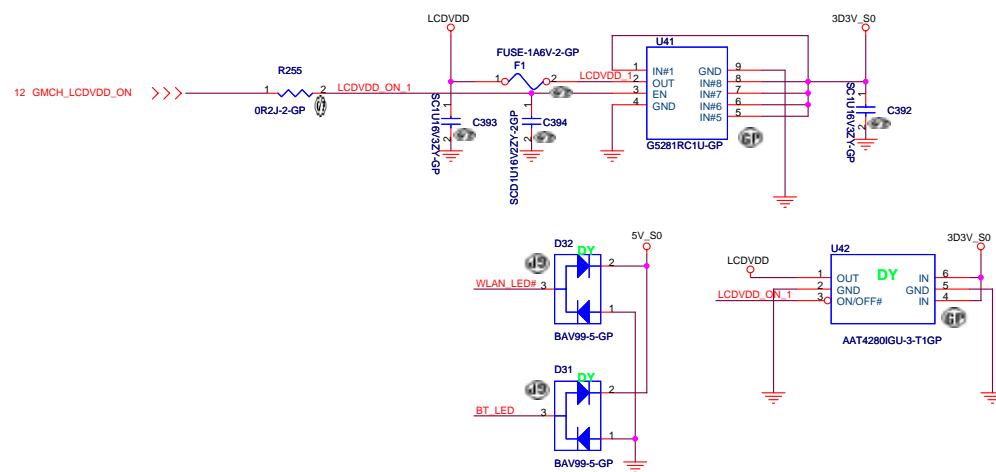 LCDVDD
3D3V_S0
U41
FUSE-1A6V-2-GP
F1
R255
1 2
1 2
LCDVDD_1
1 IN#1 GND 9
2 OUT IN#8 8
3 EN IN#7 7
4 GND IN#6 6
IN#5 5
12 GMCH_LCDVDD_ON
LCDVDD_ON_1
0R2J-2-GP
SC1U16V3ZY-GP
1
C393
2
SCD1U16V2ZY-2GP
1
C394
2
G5281RC1U-GP
GP
SC1U16V3ZY-GP
1
C392
2
D32
DY
5V_S0
2
WLAN_LED# 3
1
BAV99-5-GP
D31
DY
2
BT_LED 3
1
BAV99-5-GP
3D3V_S0
U42
LCDVDD
DY
1 OUT IN 6
2 GND GND 5
LCDVDD_ON_1 3 ON/OFF# IN 4
GP
AAT4280IGU-3-T1GP